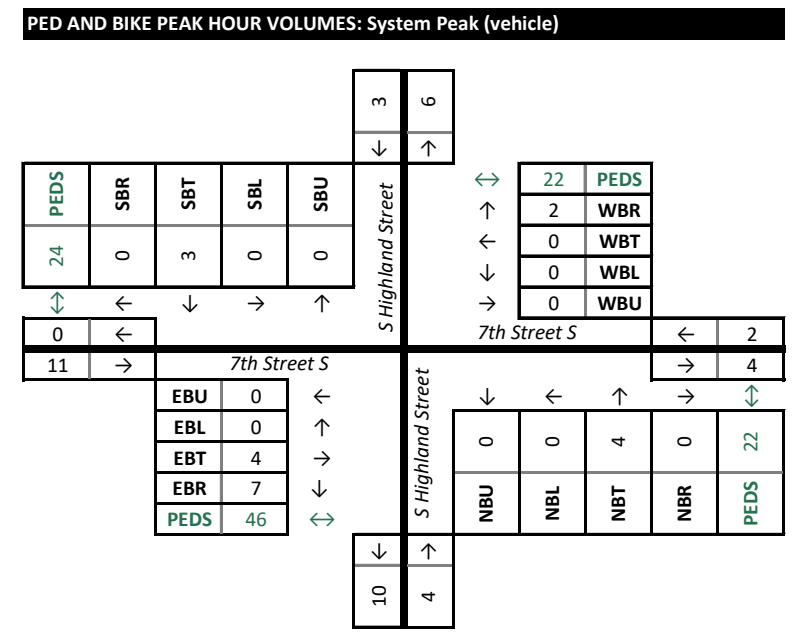 PED AND BIKE PEAK HOUR VOLUMES: System Peak (vehicle)
3 6
↓ ↑
PEDS SBR SBT SBL SBU
24 0 3 0 0
↕ ← ↓ → ↑
S Highland Street
↔ 22 PEDS
↑ 2 WBR
← 0 WBT
↓ 0 WBL
→ 0 WBU
0 ←
7th Street S
← 2
11 →
7th Street S
→ 4
EBU 0 ←
EBL 0 ↑
EBT 4 →
EBR 7 ↓
PEDS 46 ↔
S Highland Street
↓ ← ↑ → ↕
0 0 4 0 22
NBU NBL NBT NBR PEDS
↓ ↑
10 4